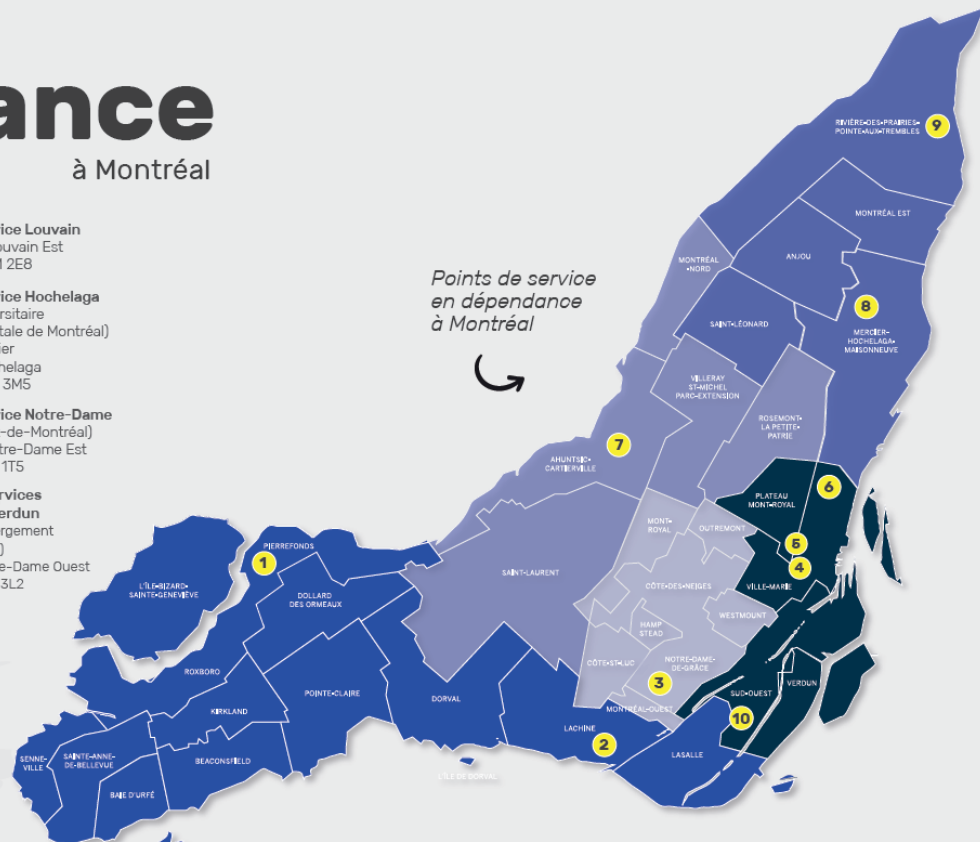 ance
à Montréal
ice Louvain
ouvain Est
2E8
ice Hochelaga
rsitaire
tale de Montréal)
ier
helaga
3M5
ice Notre-Dame
-de-Montréal)
tre-Dame Est
1T5
rvices
erdun
rgement
)
e-Dame Ouest
3L2
Points de service
en dépendance
à Montréal
RIVIÈRE-DES-PRAIRIES-
POINTE-AUX-TREMBLES
9
MONTRÉAL EST
ANJOU
MONTRÉAL
-NORD
8
SAINT-LÉONARD
MERCIER-
HOCHELAGA-
MAISONNEUVE
VILLERAY
ST-MICHEL
PARC-EXTENSION
ROSEMONT-
LA PETITE-
PATRIE
7
AHUNTSIC-
CARTIERVILLE
6
PLATEAU
MONT-ROYAL
MONT-
ROYAL
OUTREMONT
5
4
PIERREFONDS
1
SAINT-LAURENT
L'ÎLE-BIZARD-
SAINTE-GENEVIÈVE
CÔTE-DES-NEIGES
VILLE-MARIE
DOLLARD
DES ORMEAUX
WESTMOUNT
HAMP
STEAD
CÔTE-ST-LUC
NOTRE-DAME-
DE-GRÂCE
ROXBORO
3
VERDUN
SUD-OUEST
POINTE-CLAIRE
DORVAL
MONTRÉAL-OUEST
KIRKLAND
10
LACHINE
2
LASALLE
SENNE-
VILLE
SAINTE-ANNE-
DE-BELLEVUE
BEACONSFIELD
L'ÎLE DE DORVAL
BAIE D'URFÉ